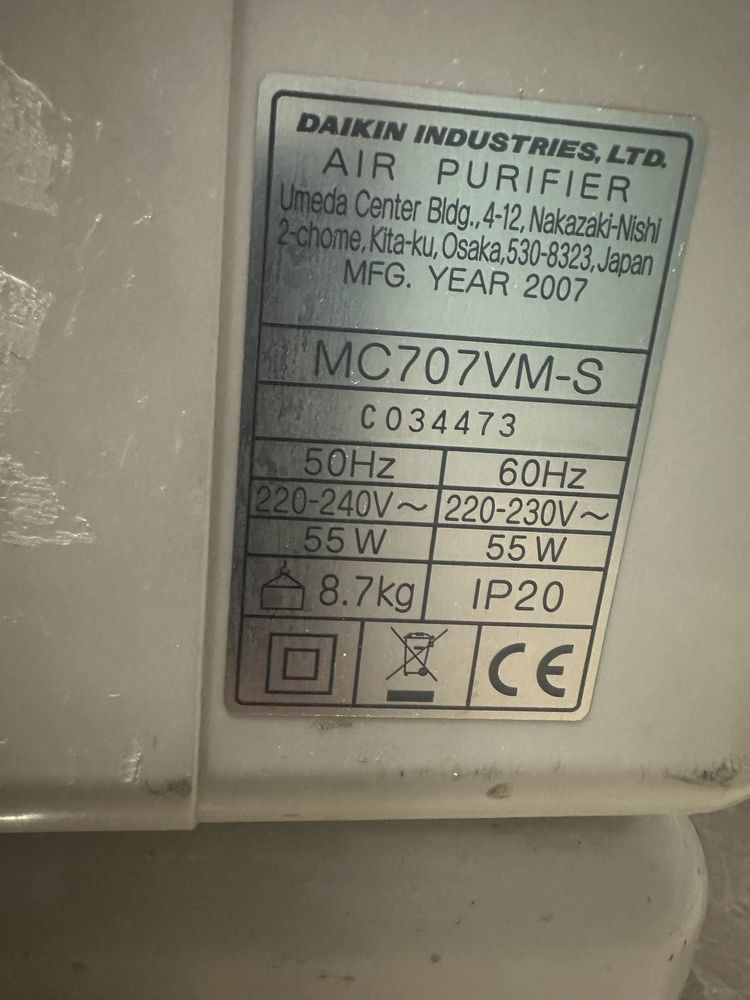 DAIKIN INDUSTRIES, LTD.
AIR PURIFIER
Umeda Center Bldg., 4-12, Nakazaki-Nishi
2-chome, Kita-ku, Osaka, 530-8323, Japan
MFG. YEAR 2007
MC707VM-S
C034473
50Hz 60Hz
220-240V～ 220-230V～
55W 55W
8.7kg IP20
CE